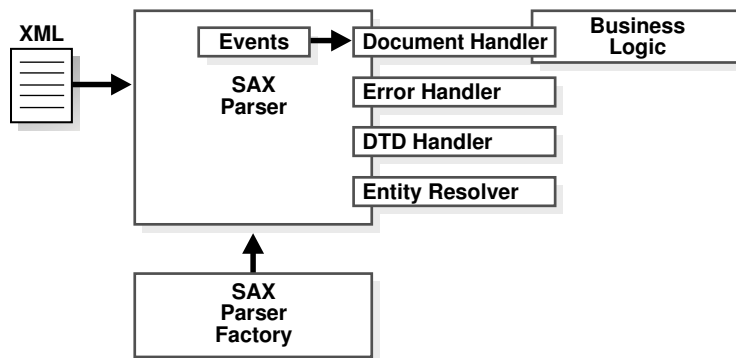 XML
Events
SAX
Parser
Document Handler
Error Handler
DTD Handler
Entity Resolver
Business
Logic
SAX
Parser
Factory